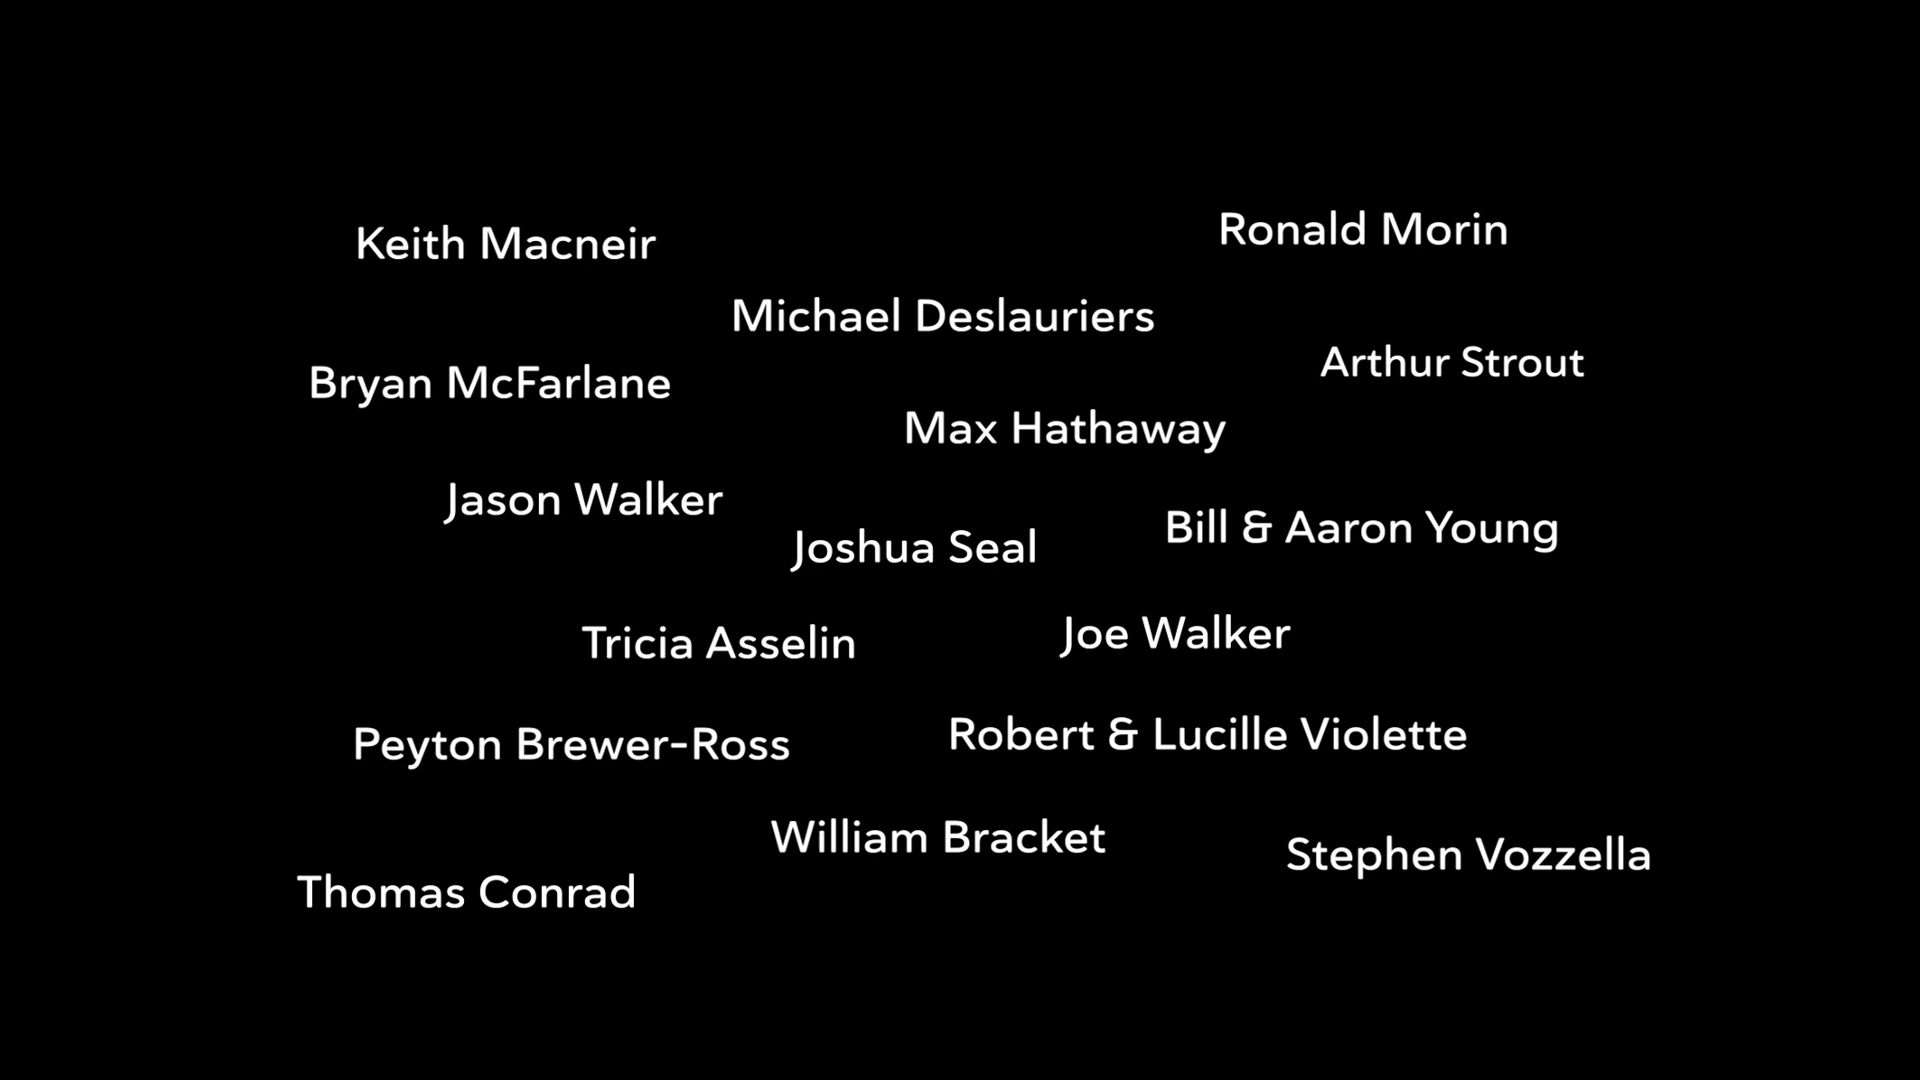 Keith Macneir
Ronald Morin
Michael Deslauriers
Arthur Strout
Bryan McFarlane
Max Hathaway
Jason Walker
Bill & Aaron Young
Joshua Seal
Joe Walker
Tricia Asselin
Robert & Lucille Violette
Peyton Brewer-Ross
William Bracket
Stephen Vozzella
Thomas Conrad